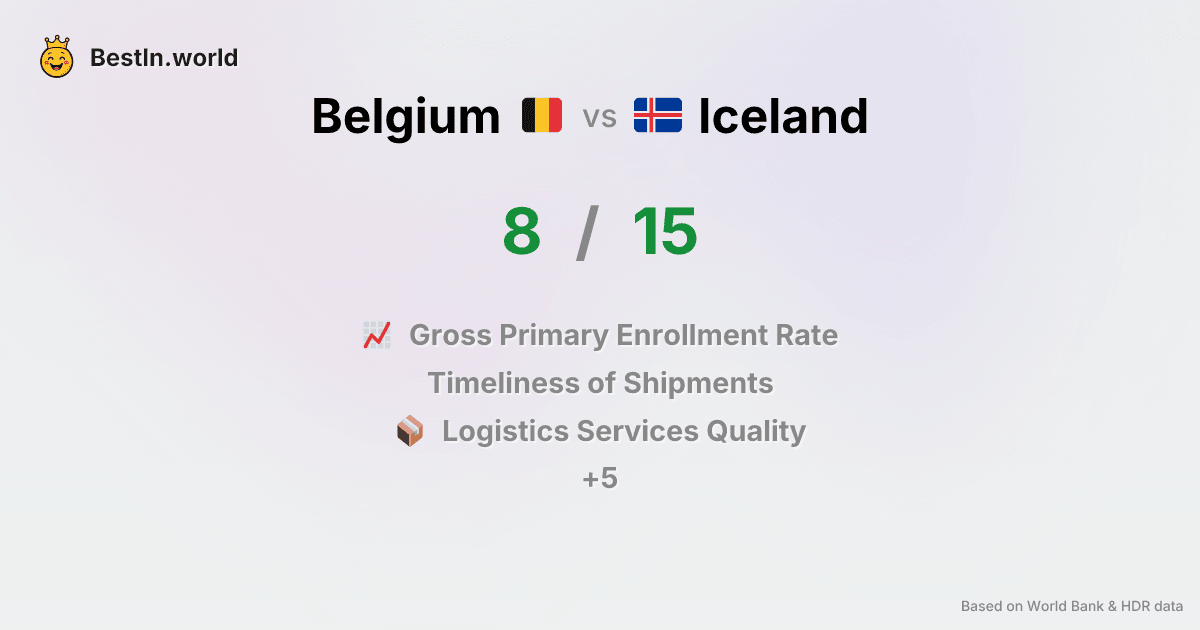 BestIn.world
Belgium vs Iceland
8 / 15
Gross Primary Enrollment Rate
Timeliness of Shipments
Logistics Services Quality
+5
Based on World Bank & HDR data